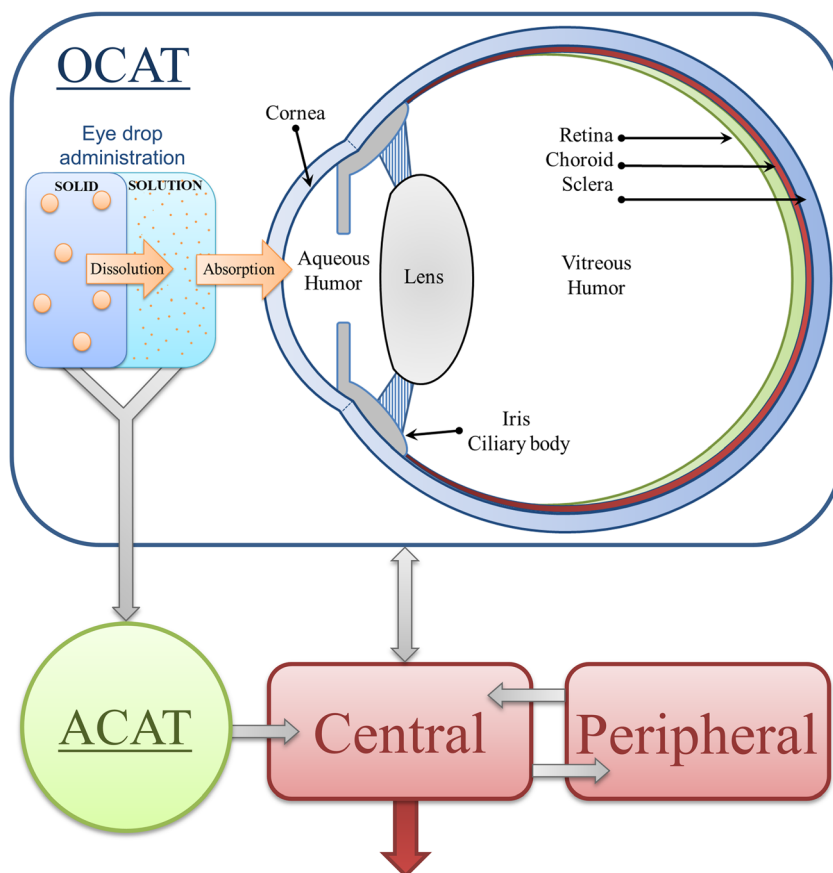 OCAT
Eye drop
administration
SOLID
SOLUTION
Dissolution
Absorption
Cornea
Aqueous
Humor
Lens
Vitreous
Humor
Retina
Choroid
Sclera
Iris
Ciliary body
ACAT
Central
Peripheral